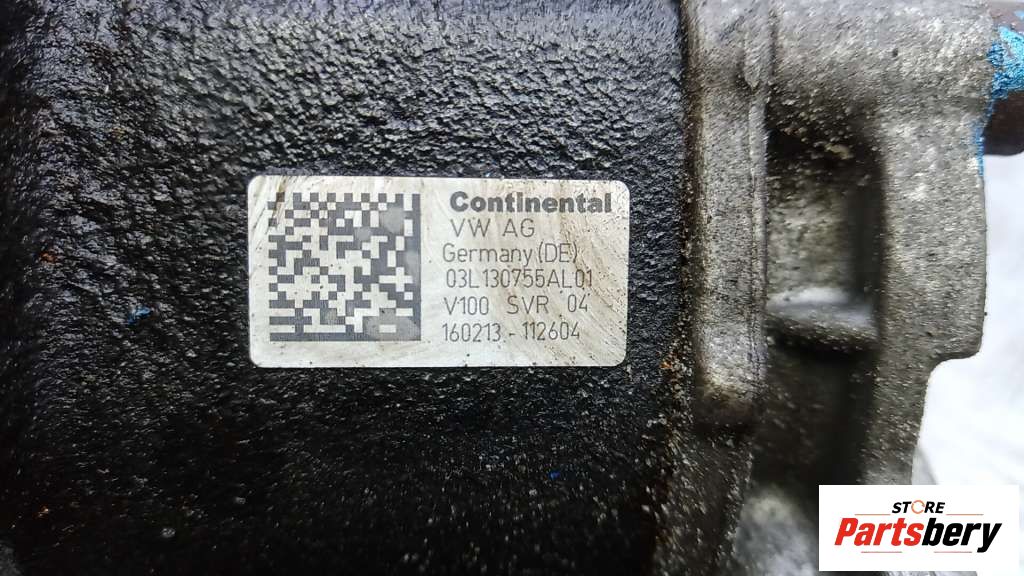 Continental
VW AG
Germany (DE)
03L130755AL01
V100 SVR 04
160213 - 112604
STORE
Partsbery